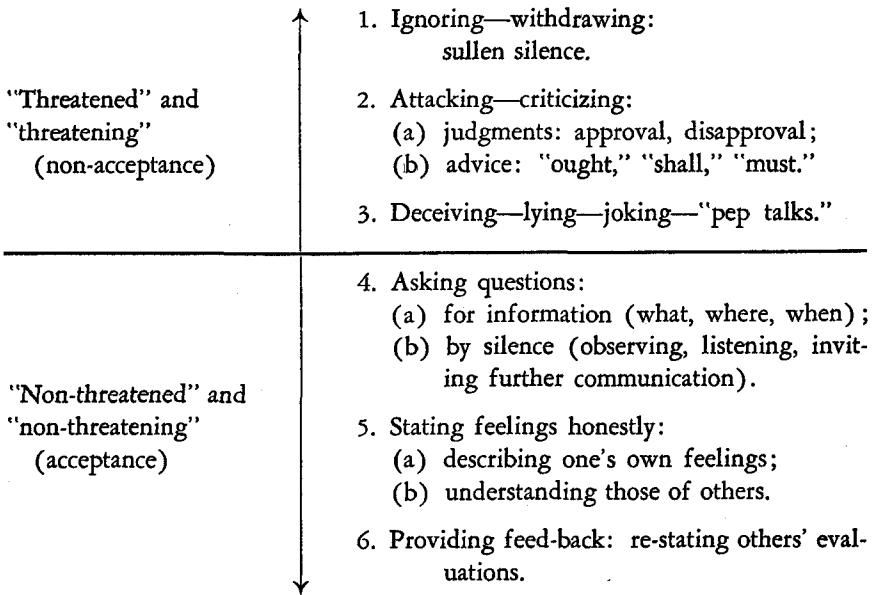 "Threatened" and
"threatening"
(non-acceptance)
1. Ignoring—withdrawing:
sullen silence.
2. Attacking—criticizing:
(a) judgments: approval, disapproval;
(b) advice: "ought," "shall," "must."
3. Deceiving—lying—joking—"pep talks."
"Non-threatened" and
"non-threatening"
(acceptance)
4. Asking questions:
(a) for information (what, where, when);
(b) by silence (observing, listening, invit-
ing further communication).
5. Stating feelings honestly:
(a) describing one's own feelings;
(b) understanding those of others.
6. Providing feed-back: re-stating others' eval-
uations.